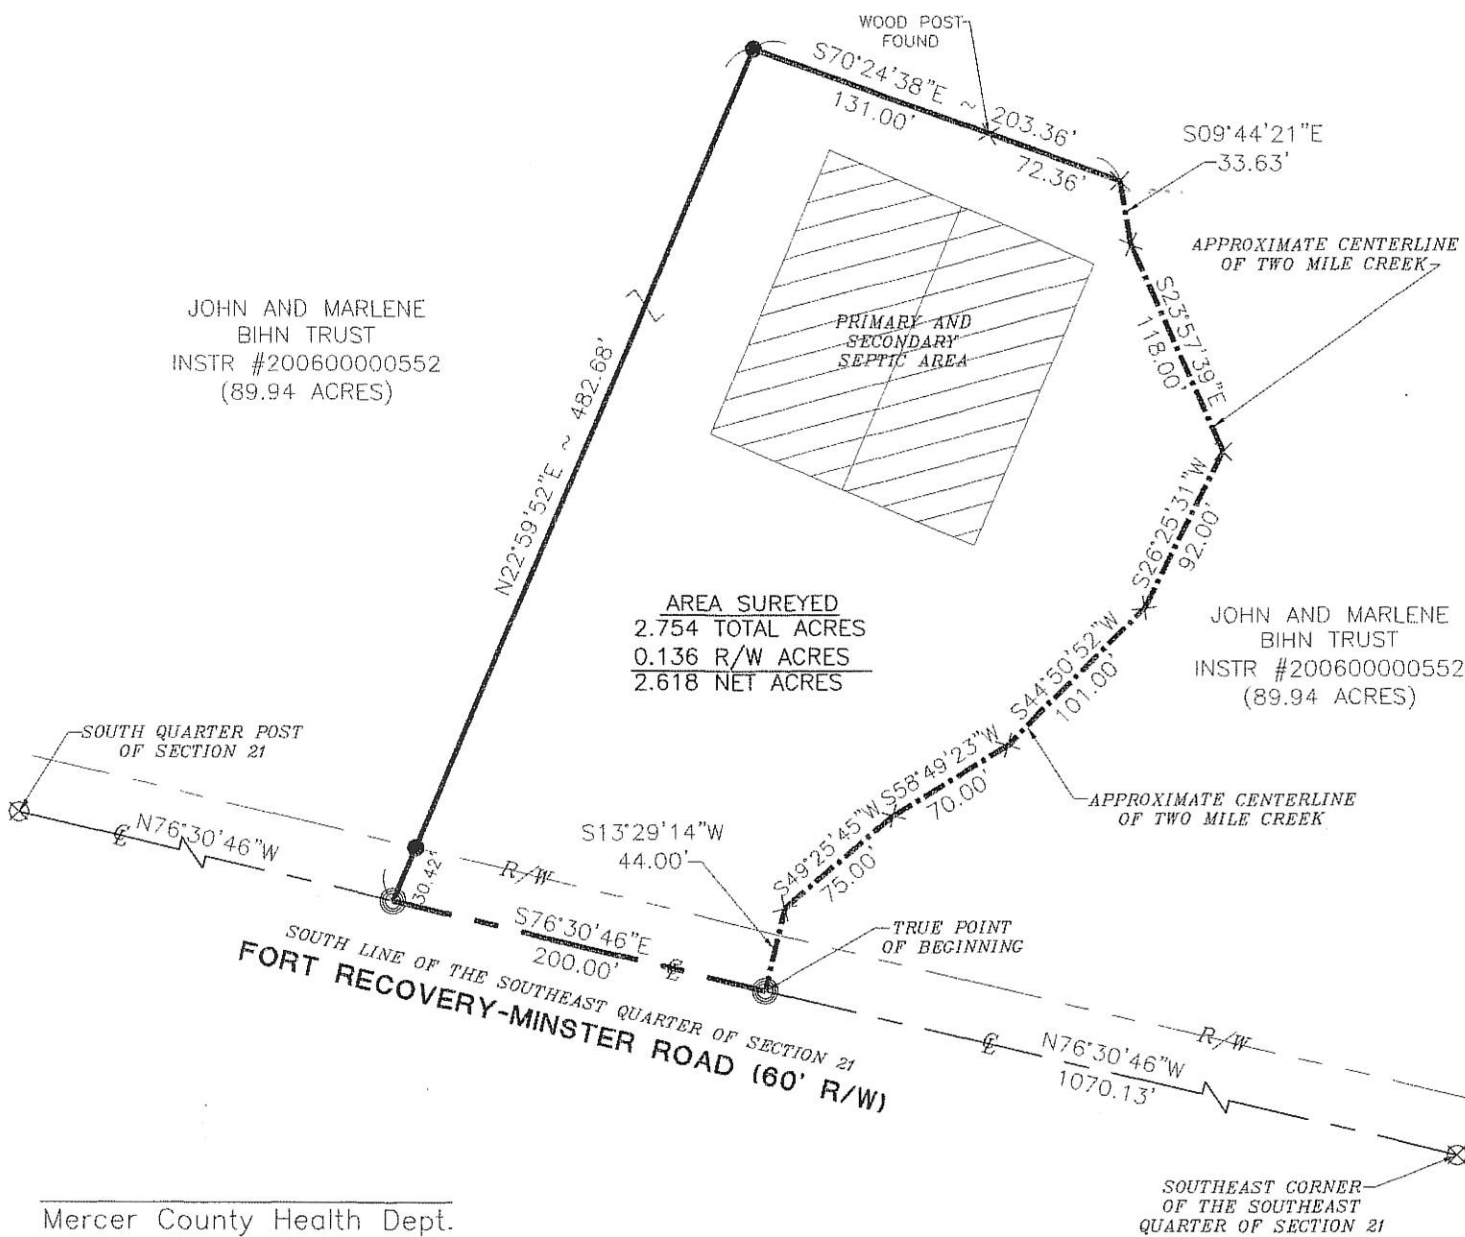 WOOD POST
FOUND
S70°24'38"E ~ 203.36'
131.00'
72.36'
S09°44'21"E
33.63'
APPROXIMATE CENTERLINE
OF TWO MILE CREEK
S23°57'39"E
118.00'
JOHN AND MARLENE
BIHN TRUST
INSTR #200600000552
(89.94 ACRES)
PRIMARY AND
SECONDARY
SEPTIC AREA
N22°59'52"E ~ 482.68'
S26°25'31"W
92.00'
AREA SUREYED
2.754 TOTAL ACRES
0.136 R/W ACRES
2.618 NET ACRES
JOHN AND MARLENE
BIHN TRUST
INSTR #200600000552
(89.94 ACRES)
S44°50'52"W
101.00'
SOUTH QUARTER POST
OF SECTION 21
S58°49'23"W
70.00'
APPROXIMATE CENTERLINE
OF TWO MILE CREEK
N76°30'46"W
S13°29'14"W
44.00'
S49°25'45"W
75.00'
30.42'
R/W
S76°30'46"E
200.00'
TRUE POINT
OF BEGINNING
SOUTH LINE OF THE SOUTHEAST QUARTER OF SECTION 21
FORT RECOVERY-MINSTER ROAD (60' R/W)
R/W
N76°30'46"W
1070.13'
SOUTHEAST CORNER
OF THE SOUTHEAST
QUARTER OF SECTION 21
Mercer County Health Dept.